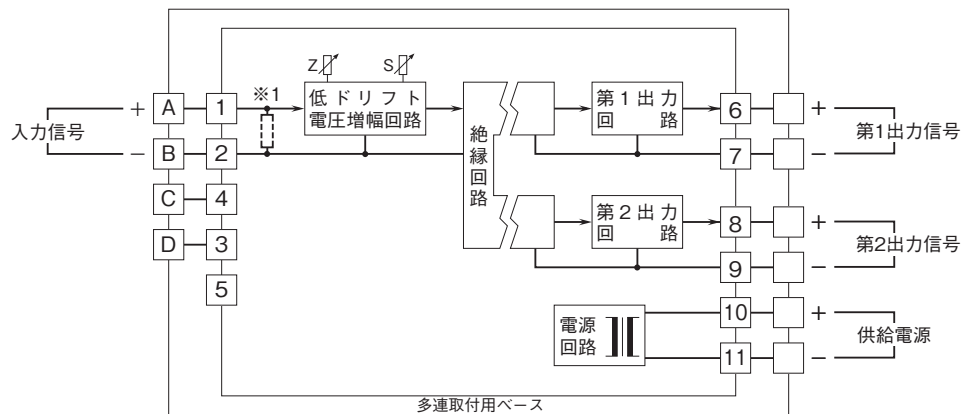 Z S
※1
低ドリフト
電圧増幅回路
+ A 1
入力信号
− B 2
C 4
D 3
5
絶縁回路
第1出力
回路
6 +
第1出力信号
7 −
第2出力
回路
8 +
第2出力信号
9 −
電源
回路
10 +
供給電源
11 −
多連取付用ベース